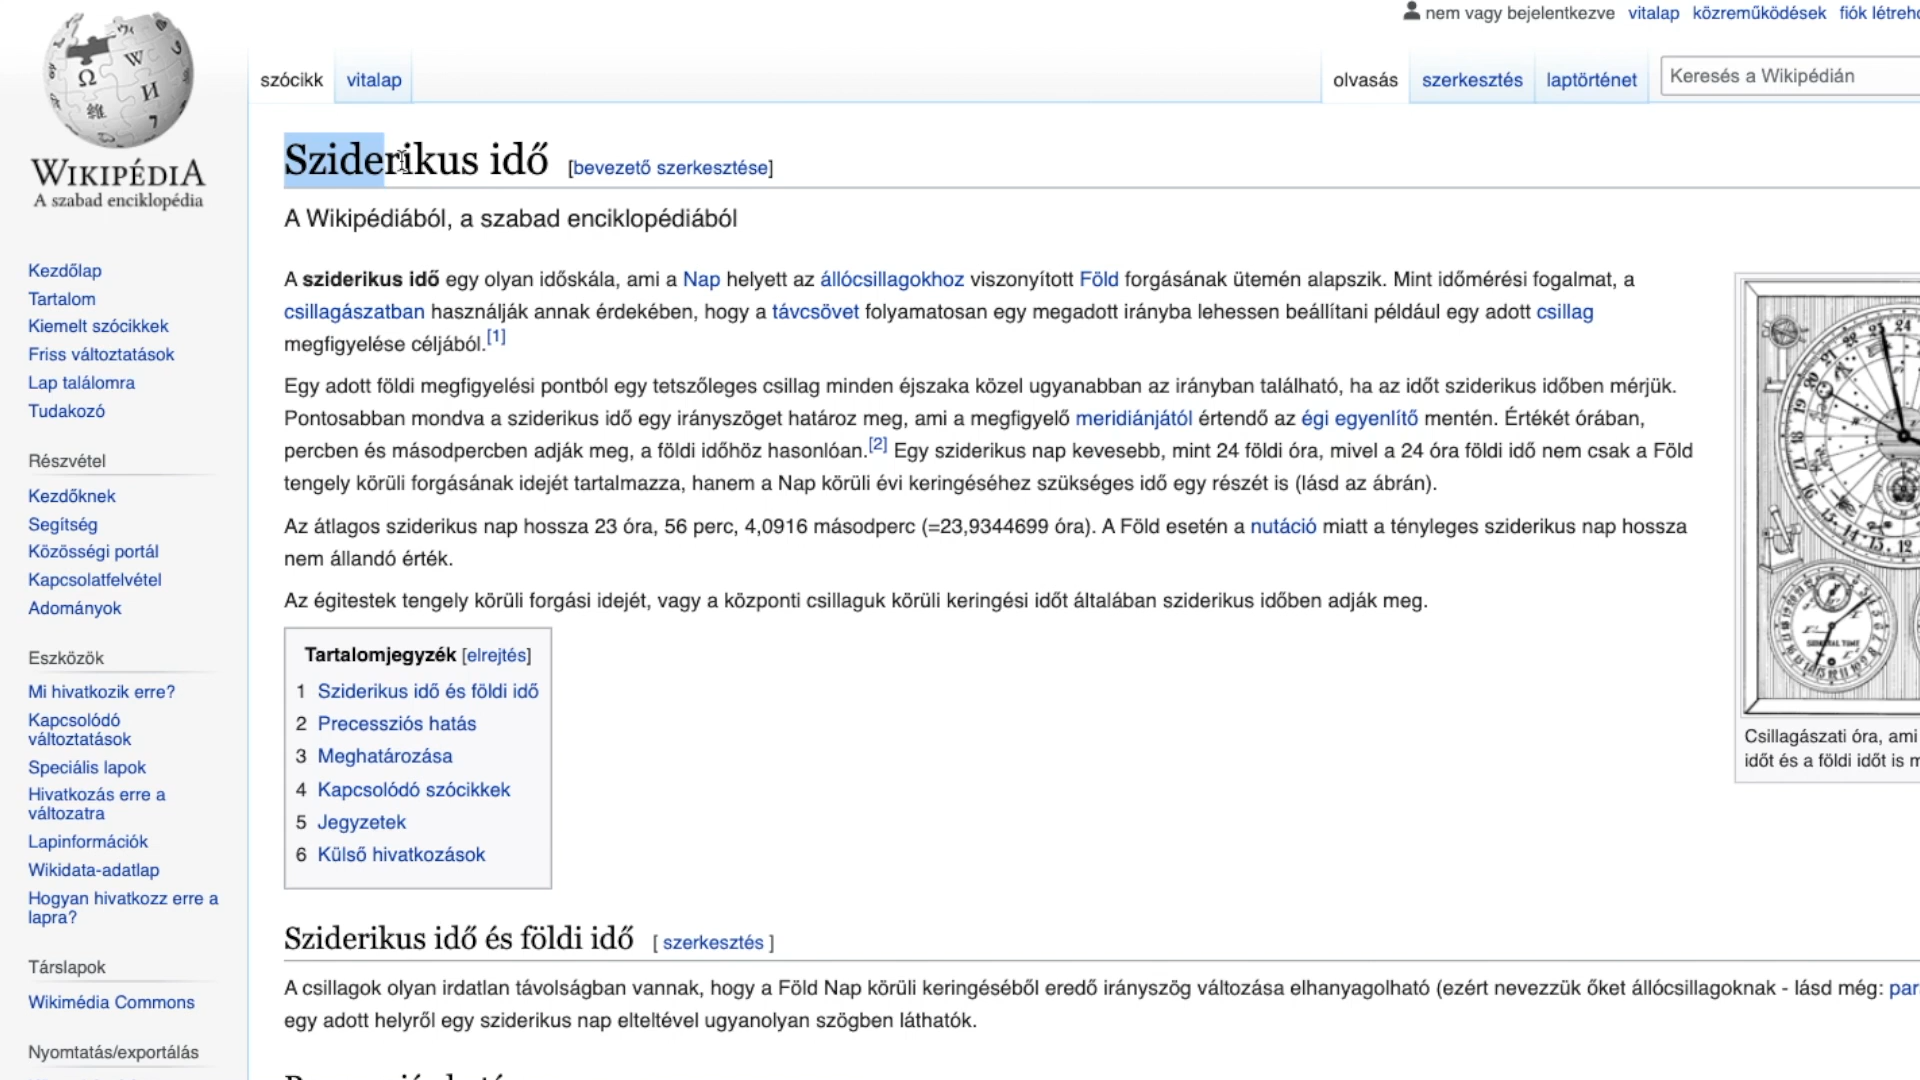 nem vagy bejelentkezve vitalap közreműködések fiók
szócikk vitalap olvasás szerkesztés laptörténet Keresés a Wikipédián
WIKIPÉDIA
A szabad enciklopédia
Kezdőlap
Tartalom
Kiemelt szócikkek
Friss változtatások
Lap találomra
Tudakozó
Részvétel
Kezdőknek
Segítség
Közösségi portál
Kapcsolatfelvétel
Adományok
Eszközök
Mi hivatkozik erre?
Kapcsolódó
változtatások
Speciális lapok
Hivatkozás erre a
változatra
Lapinformációk
Wikidata-adatlap
Hogyan hivatkozz erre a
lapra?
Társlapok
Wikimédia Commons
Nyomtatás/exportálás
Sziderikus idő [bevezető szerkesztése]
A Wikipédiából, a szabad enciklopédiából
A sziderikus idő egy olyan időskála, ami a Nap helyett az állócsillagokhoz viszonyított Föld forgásának ütemén alapszik. Mint időmérési fogalmat, a
csillagászatban használják annak érdekében, hogy a távcsövet folyamatosan egy megadott irányba lehessen beállítani például egy adott csillag
megfigyelése céljából.[1]
Egy adott földi megfigyelési pontból egy tetszőleges csillag minden éjszaka közel ugyanabban az irányban található, ha az időt sziderikus időben mérjük.
Pontosabban mondva a sziderikus idő egy irányszöget határoz meg, ami a megfigyelő meridiánjától értendő az égi egyenlítő mentén. Értékét órában,
percben és másodpercben adják meg, a földi időhöz hasonlóan.[2] Egy sziderikus nap kevesebb, mint 24 földi óra, mivel a 24 óra földi idő nem csak a Föld
tengely körüli forgásának idejét tartalmazza, hanem a Nap körüli évi keringéséhez szükséges idő egy részét is (lásd az ábrán).
Az átlagos sziderikus nap hossza 23 óra, 56 perc, 4,0916 másodperc (=23,9344699 óra). A Föld esetén a nutáció miatt a tényleges sziderikus nap hossza
nem állandó érték.
Az égitestek tengely körüli forgási idejét, vagy a központi csillaguk körüli keringési időt általában sziderikus időben adják meg.
Tartalomjegyzék [elrejtés]
1 Sziderikus idő és földi idő
2 Precessziós hatás
3 Meghatározása
4 Kapcsolódó szócikkek
5 Jegyzetek
6 Külső hivatkozások
Csillagászati óra, ami
időt és a földi időt is
Sziderikus idő és földi idő [ szerkesztés ]
A csillagok olyan irdatlan távolságban vannak, hogy a Föld Nap körüli keringéséből eredő irányszög változása elhanyagolható (ezért nevezzük őket állócsillagoknak - lásd még:
egy adott helyről egy sziderikus nap elteltével ugyanolyan szögben láthatók.